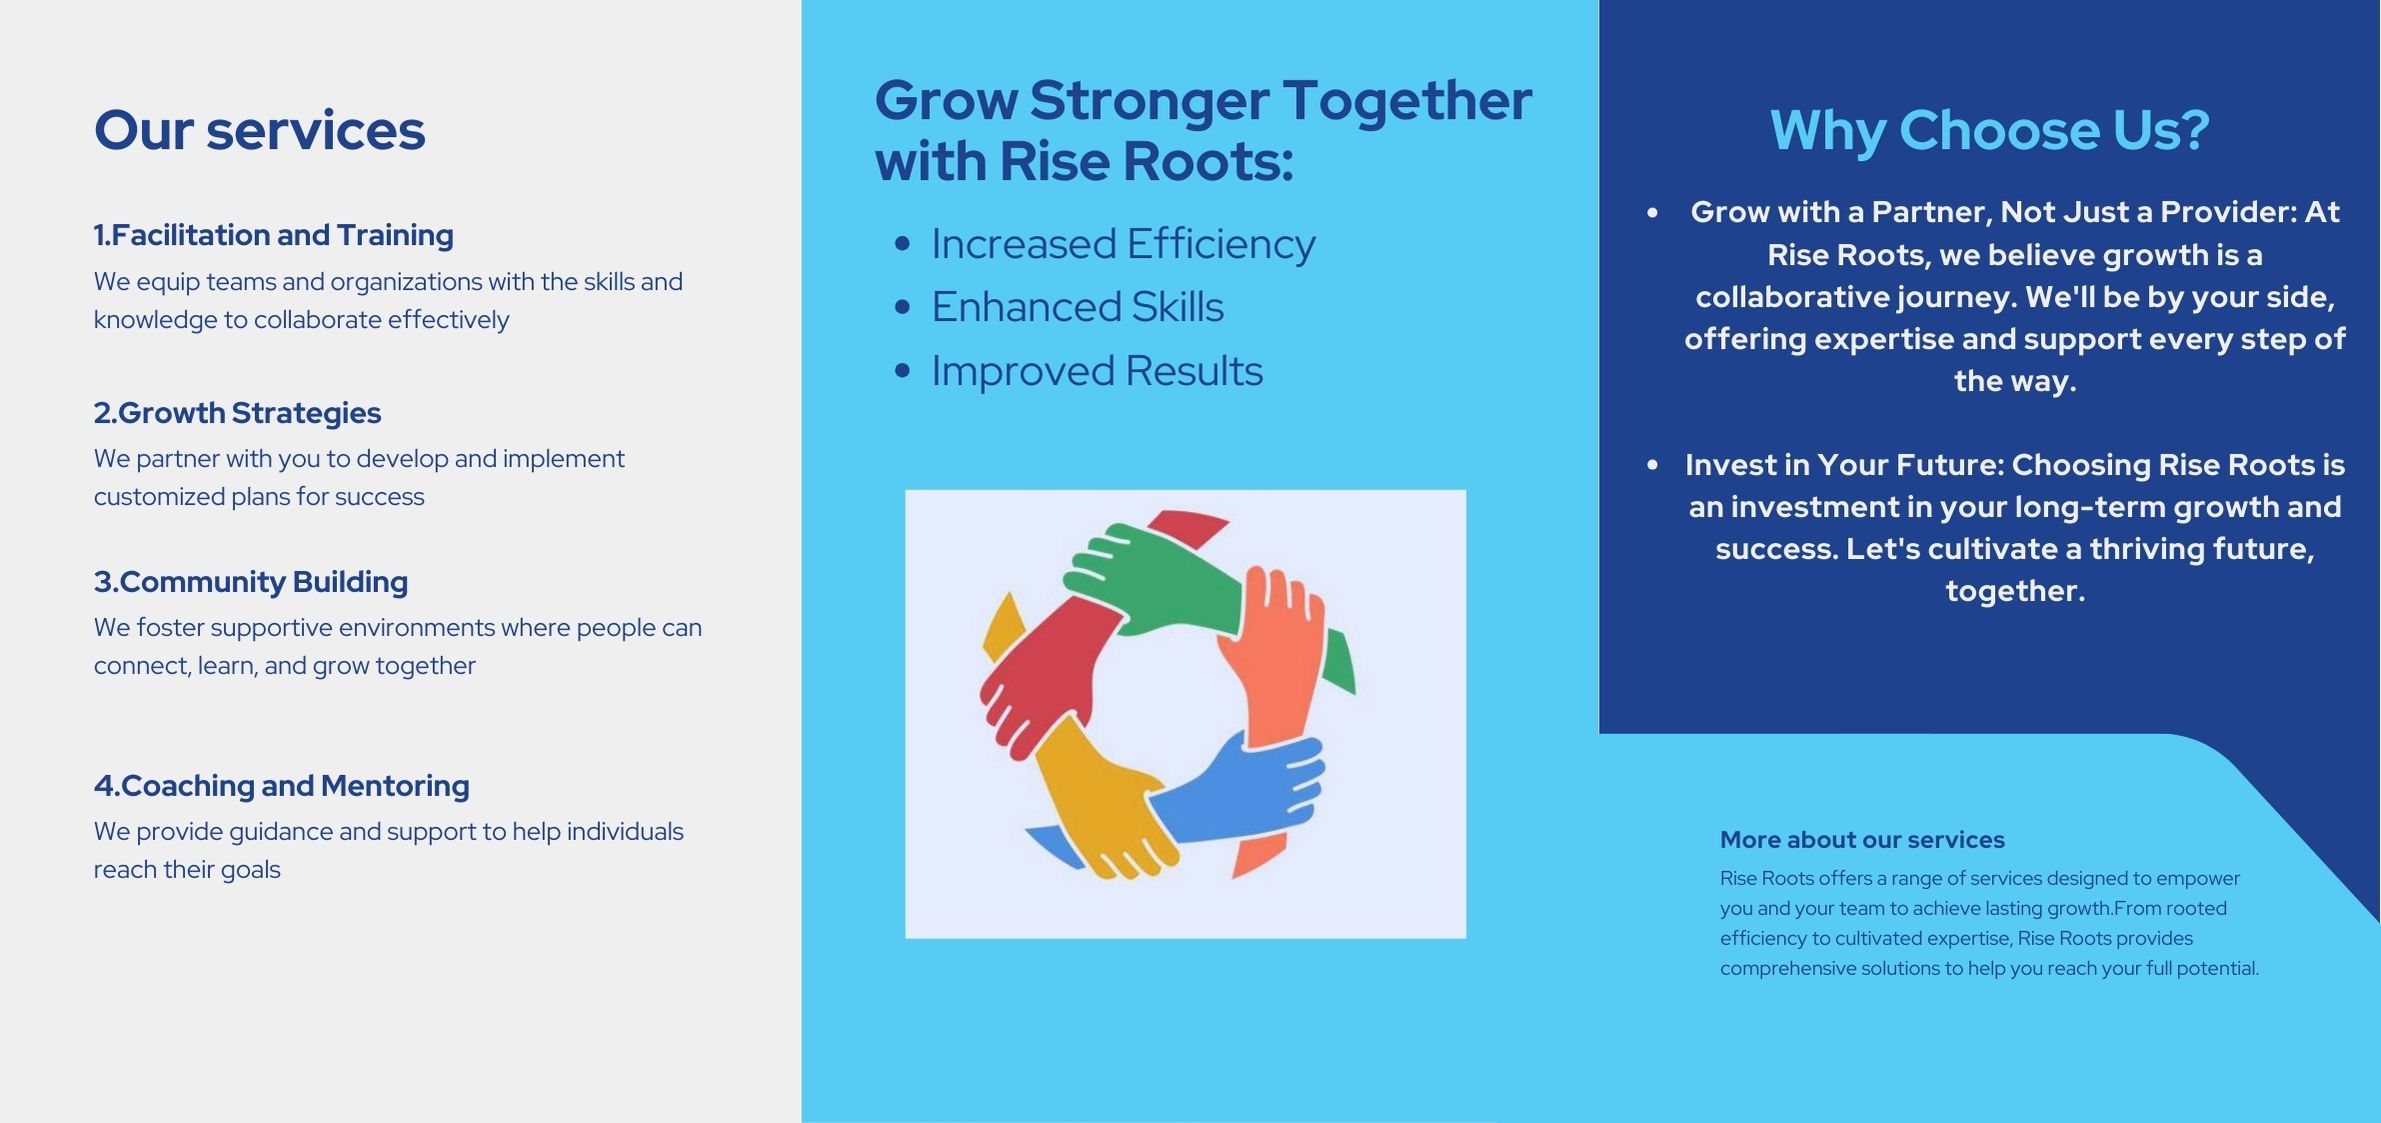 Our services
1.Facilitation and Training
We equip teams and organizations with the skills and
knowledge to collaborate effectively
2.Growth Strategies
We partner with you to develop and implement
customized plans for success
3.Community Building
We foster supportive environments where people can
connect, learn, and grow together
4.Coaching and Mentoring
We provide guidance and support to help individuals
reach their goals
Grow Stronger Together
with Rise Roots:
• Increased Efficiency
• Enhanced Skills
• Improved Results
Why Choose Us?
• Grow with a Partner, Not Just a Provider: At
Rise Roots, we believe growth is a
collaborative journey. We'll be by your side,
offering expertise and support every step of
the way.
• Invest in Your Future: Choosing Rise Roots is
an investment in your long-term growth and
success. Let's cultivate a thriving future,
together.
More about our services
Rise Roots offers a range of services designed to empower
you and your team to achieve lasting growth.From rooted
efficiency to cultivated expertise, Rise Roots provides
comprehensive solutions to help you reach your full potential.